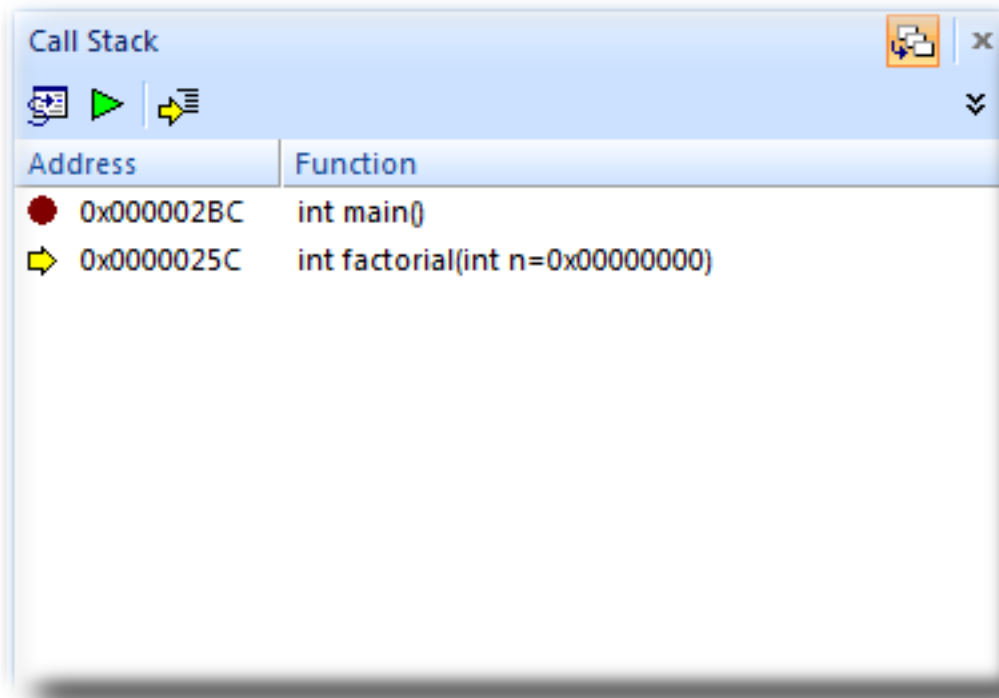 Call Stack
Address Function
0x000002BC int main()
0x0000025C int factorial(int n=0x00000000)